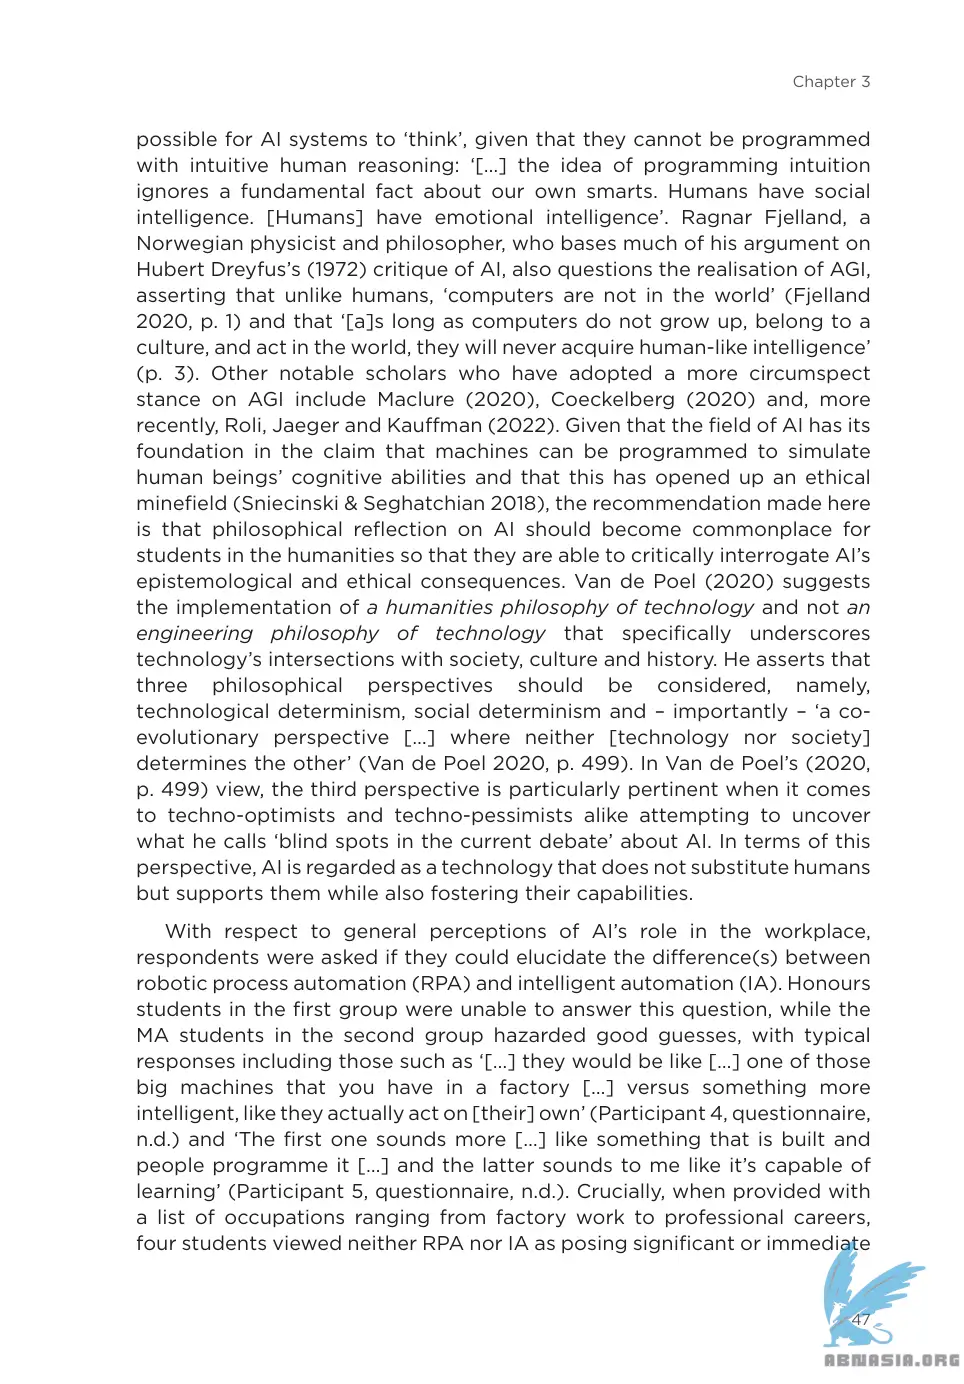 Chapter 3
possible for AI systems to ‘think’, given that they cannot be programmed
with intuitive human reasoning: ‘[…] the idea of programming intuition
ignores a fundamental fact about our own smarts. Humans have social
intelligence. [Humans] have emotional intelligence’. Ragnar Fjelland, a
Norwegian physicist and philosopher, who bases much of his argument on
Hubert Dreyfus’s (1972) critique of AI, also questions the realisation of AGI,
asserting that unlike humans, ‘computers are not in the world’ (Fjelland
2020, p. 1) and that ‘[a]s long as computers do not grow up, belong to a
culture, and act in the world, they will never acquire human-like intelligence’
(p. 3). Other notable scholars who have adopted a more circumspect
stance on AGI include Maclure (2020), Coeckelberg (2020) and, more
recently, Roli, Jaeger and Kauffman (2022). Given that the field of AI has its
foundation in the claim that machines can be programmed to simulate
human beings’ cognitive abilities and that this has opened up an ethical
minefield (Sniecinski & Seghatchian 2018), the recommendation made here
is that philosophical reflection on AI should become commonplace for
students in the humanities so that they are able to critically interrogate AI’s
epistemological and ethical consequences. Van de Poel (2020) suggests
the implementation of a humanities philosophy of technology and not an
engineering philosophy of technology that specifically underscores
technology’s intersections with society, culture and history. He asserts that
three philosophical perspectives should be considered, namely,
technological determinism, social determinism and – importantly – ‘a co-
evolutionary perspective […] where neither [technology nor society]
determines the other’ (Van de Poel 2020, p. 499). In Van de Poel’s (2020,
p. 499) view, the third perspective is particularly pertinent when it comes
to techno-optimists and techno-pessimists alike attempting to uncover
what he calls ‘blind spots in the current debate’ about AI. In terms of this
perspective, AI is regarded as a technology that does not substitute humans
but supports them while also fostering their capabilities.
With respect to general perceptions of AI’s role in the workplace,
respondents were asked if they could elucidate the difference(s) between
robotic process automation (RPA) and intelligent automation (IA). Honours
students in the first group were unable to answer this question, while the
MA students in the second group hazarded good guesses, with typical
responses including those such as ‘[…] they would be like […] one of those
big machines that you have in a factory […] versus something more
intelligent, like they actually act on [their] own’ (Participant 4, questionnaire,
n.d.) and ‘The first one sounds more […] like something that is built and
people programme it […] and the latter sounds to me like it’s capable of
learning’ (Participant 5, questionnaire, n.d.). Crucially, when provided with
a list of occupations ranging from factory work to professional careers,
four students viewed neither RPA nor IA as posing significant or immediate
47
ABNASIA.ORG